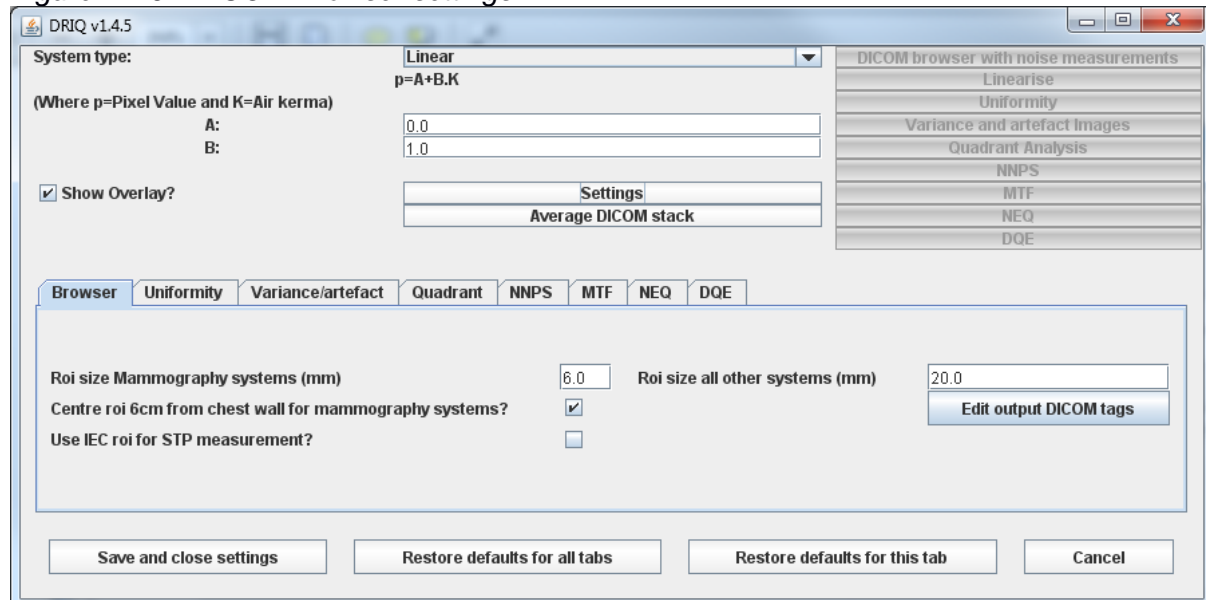 DRIQ v1.4.5
System type:
Linear
DICOM browser with noise measurements
p=A+B.K
Linearise
(Where p=Pixel Value and K=Air kerma)
Uniformity
A:
0.0
Variance and artefact Images
B:
1.0
Quadrant Analysis
NNPS
Show Overlay?
Settings
MTF
Average DICOM stack
NEQ
DQE
Browser Uniformity Variance/artefact Quadrant NNPS MTF NEQ DQE
Roi size Mammography systems (mm) 6.0 Roi size all other systems (mm) 20.0
Centre roi 6cm from chest wall for mammography systems? Edit output DICOM tags
Use IEC roi for STP measurement?
Save and close settings Restore defaults for all tabs Restore defaults for this tab Cancel